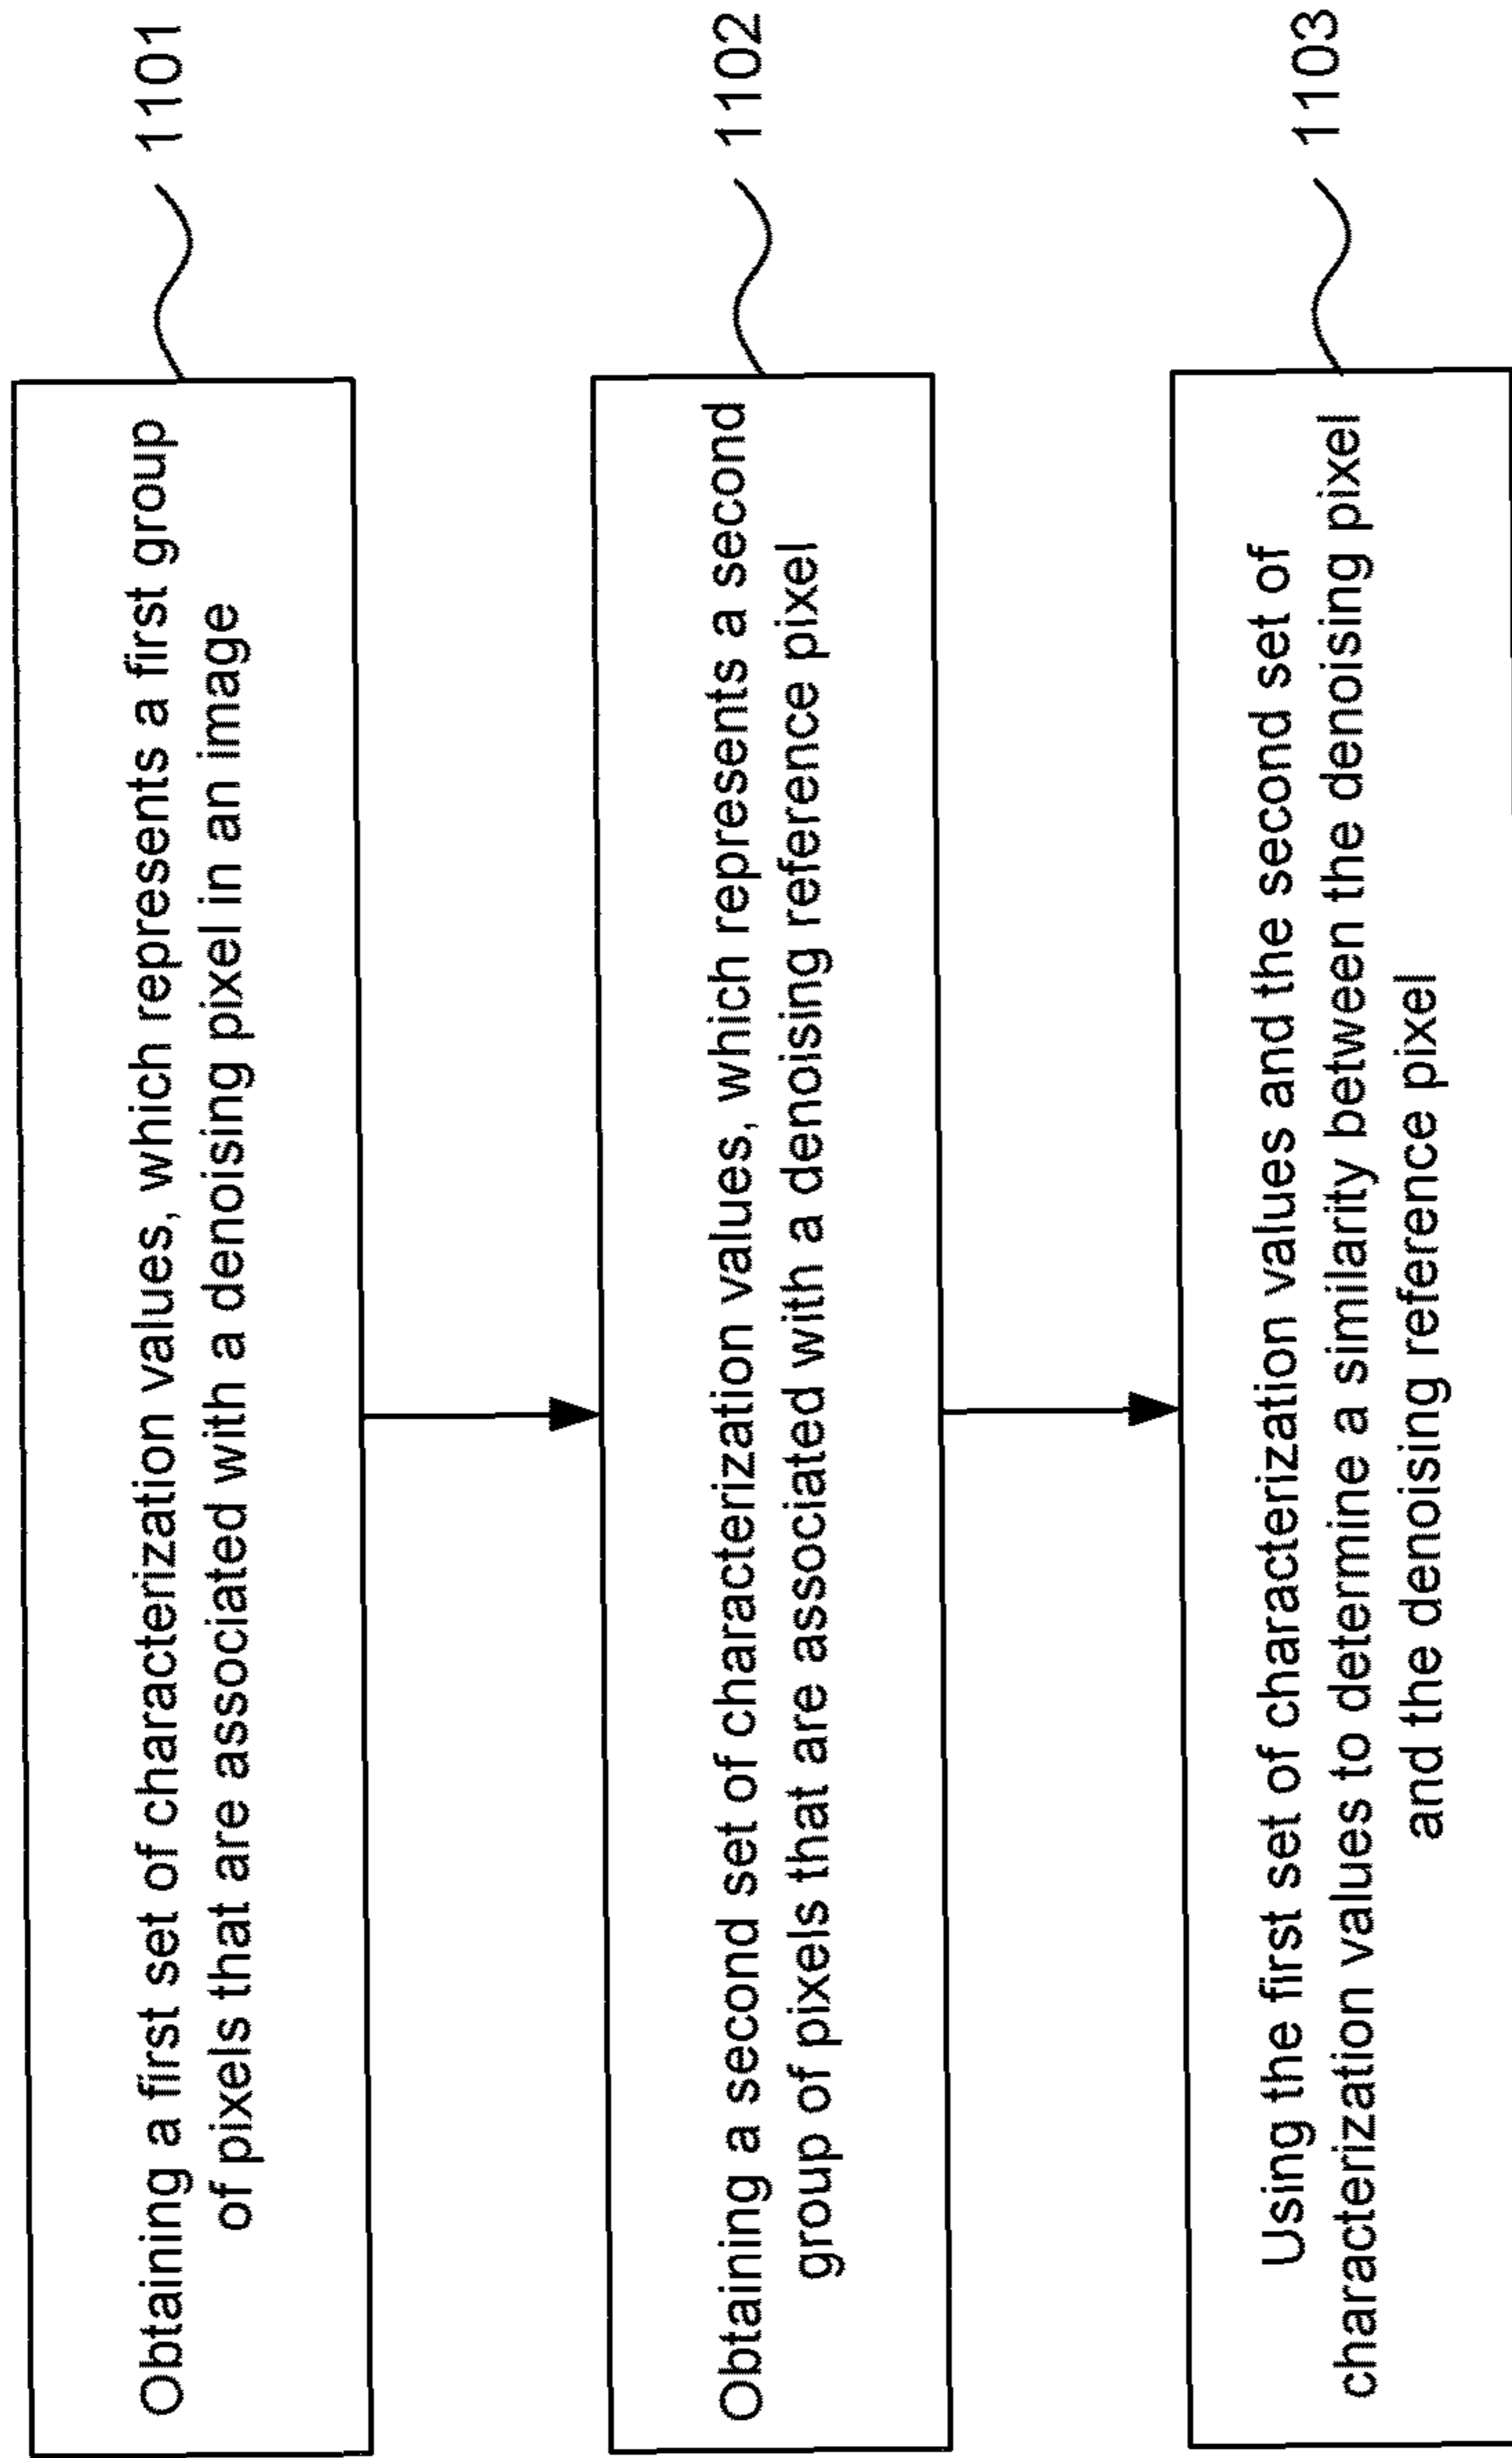 Obtaining a first set of characterization values, which represents a first group
of pixels that are associated with a denoising pixel in an image
1101
Obtaining a second set of characterization values, which represents a second
group of pixels that are associated with a denoising reference pixel
1102
Using the first set of characterization values and the second set of
characterization values to determine a similarity between the denoising pixel
and the denoising reference pixel
1103